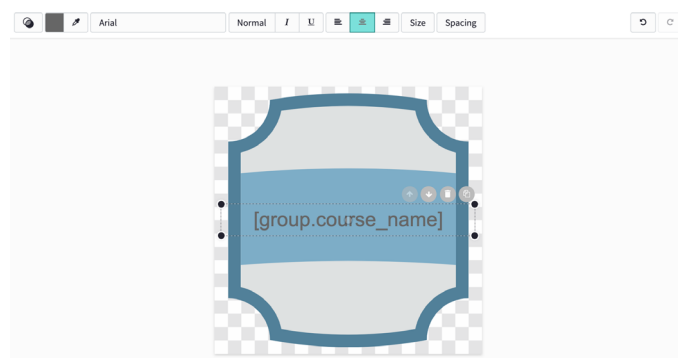 Arial
Normal
I
U
Size
Spacing
[group.course_name]